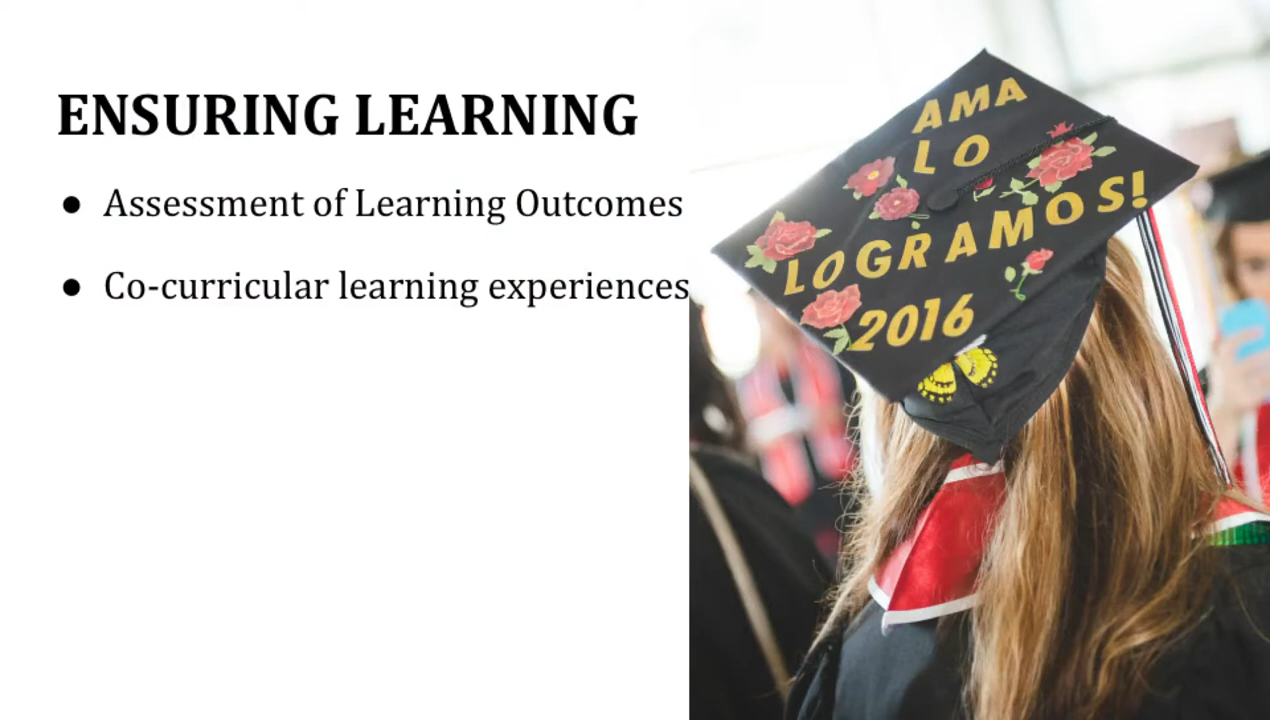 ENSURING LEARNING
● Assessment of Learning Outcomes
● Co-curricular learning experiences
AMA
LO
LOGRAMOS!
2016